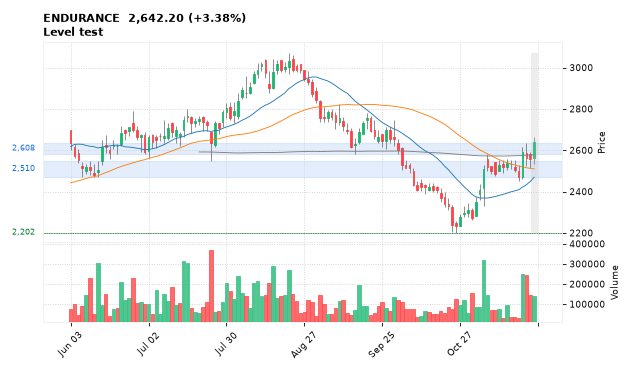 ENDURANCE 2,642.20 (+3.38%)
Level test
3000
2800
2600
2400
2200
Price
2,608
2,510
2,202
400000
300000
200000
100000
Volume
Jun 03
Jul 02
Jul 30
Aug 27
Sep 25
Oct 27